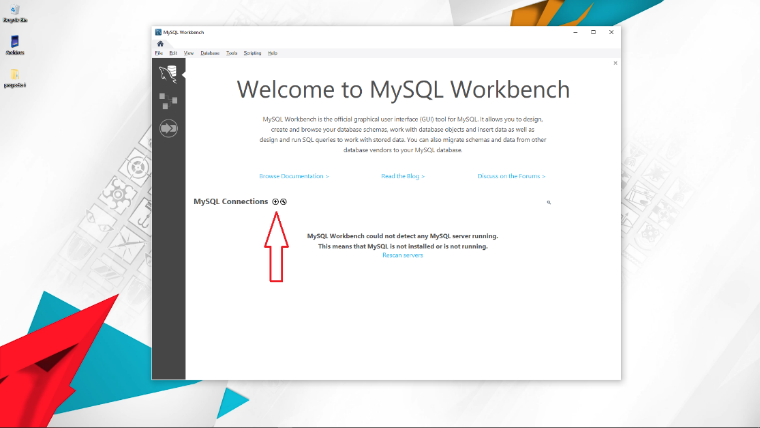 Recycle Bin
MySQL Workbench
File Edit View Database Tools Scripting Help
Welcome to MySQL Workbench
MySQL Workbench is the official graphical user interface (GUI) tool for MySQL. It allows you to design,
create and browse your database schemas, work with database objects and insert data as well as
design and run SQL queries to work with stored data. You can also migrate schemas and data from other
database vendors to your MySQL database.
Browse Documentation >
Read the Blog >
Discuss on the Forums >
MySQL Connections
MySQL Workbench could not detect any MySQL server running.
This means that MySQL is not installed or is not running.
Rescan servers